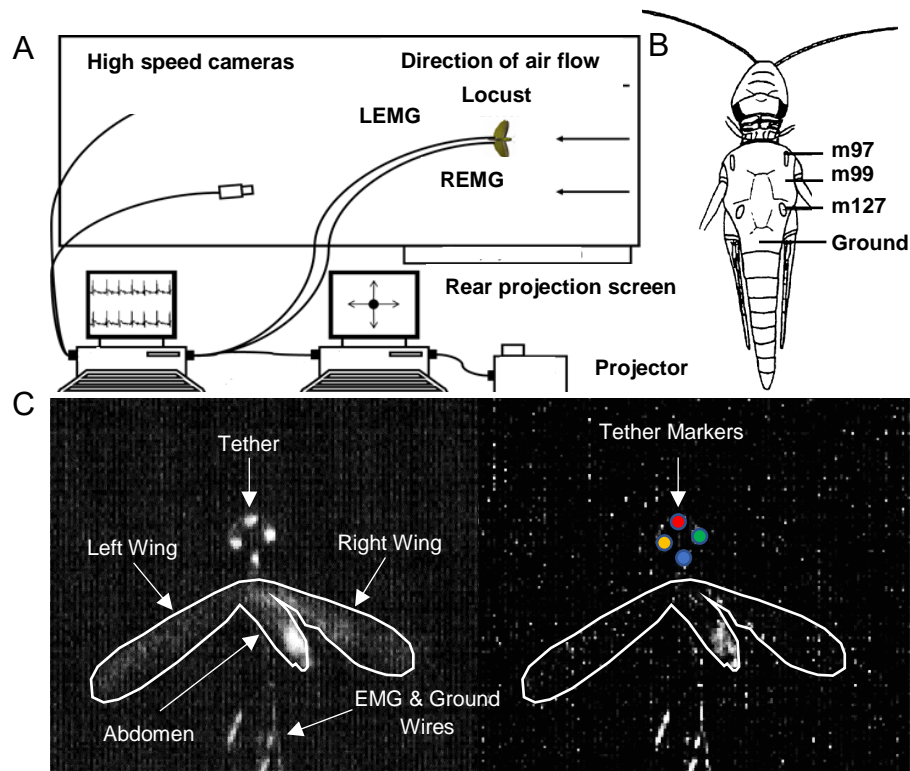 A
High speed cameras
Direction of air flow
Locust
LEMG
REMG
Rear projection screen
Projector
B
m97
m99
m127
Ground
C
Tether
Left Wing
Right Wing
Abdomen
EMG & Ground
Wires
Tether Markers